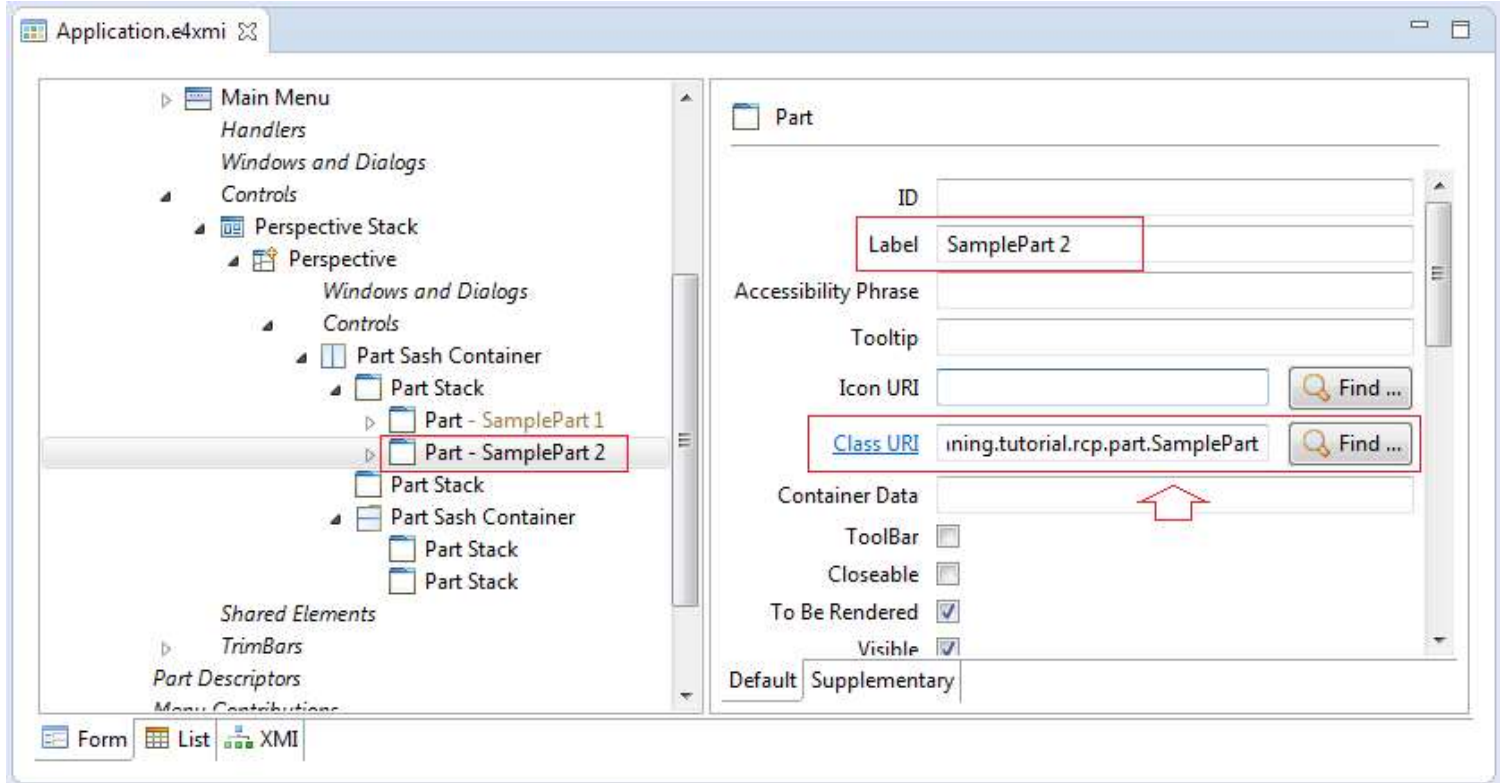 Application.e4xmi
Main Menu
Handlers
Windows and Dialogs
Controls
Perspective Stack
Perspective
Windows and Dialogs
Controls
Part Sash Container
Part Stack
Part - SamplePart 1
Part - SamplePart 2
Part Stack
Part Sash Container
Part Stack
Part Stack
Shared Elements
TrimBars
Part Descriptors
Menu Contributions
Part
ID
Label SamplePart 2
Accessibility Phrase
Tooltip
Icon URI Find ...
Class URI ning.tutorial.rcp.part.SamplePart Find ...
Container Data
ToolBar
Closeable
To Be Rendered
Visible
Default Supplementary
Form List XMI